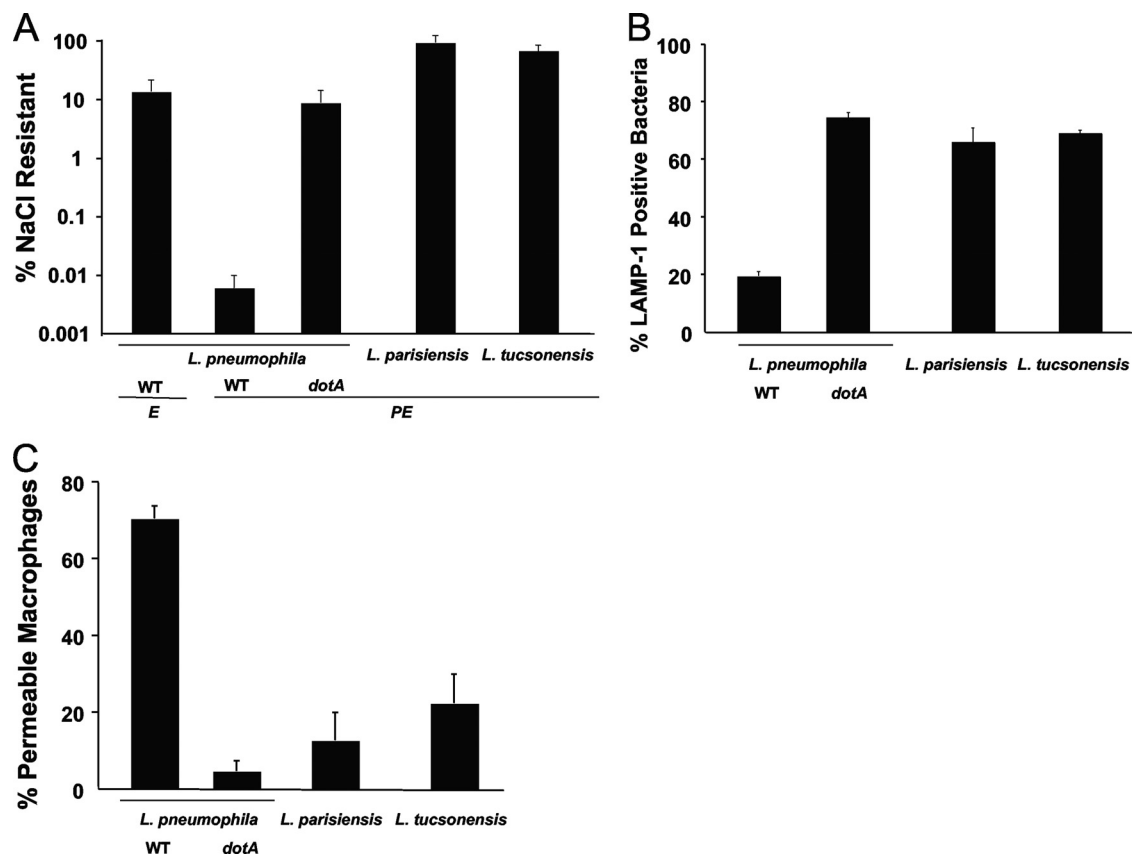 A
% NaCl Resistant
100
10
1
0.1
0.01
0.001
L. pneumophila L. parisiensis L. tucsonensis
WT WT dotA
E PE
B
% LAMP-1 Positive Bacteria
100
80
60
40
20
0
L. pneumophila L. parisiensis L. tucsonensis
WT dotA
C
% Permeable Macrophages
80
60
40
20
0
L. pneumophila L. parisiensis L. tucsonensis
WT dotA